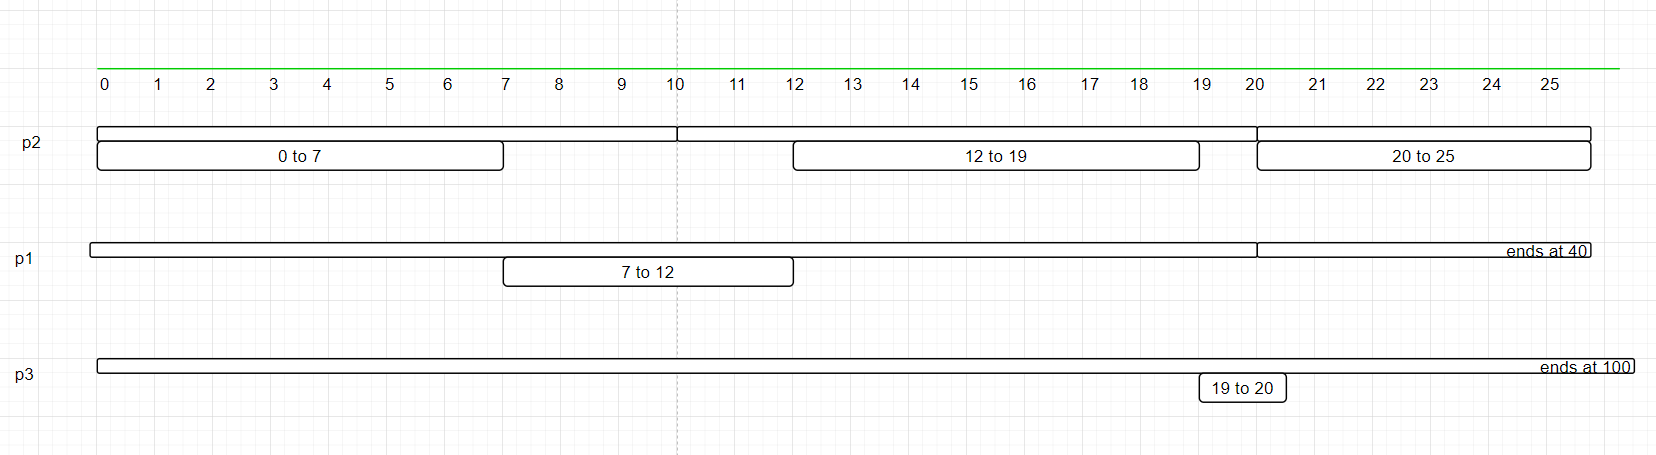 0 1 2 3 4 5 6 7 8 9 10 11 12 13 14 15 16 17 18 19 20 21 22 23 24 25
p2
0 to 7 12 to 19 20 to 25
p1 ends at 40
7 to 12
p3 ends at 100
19 to 20